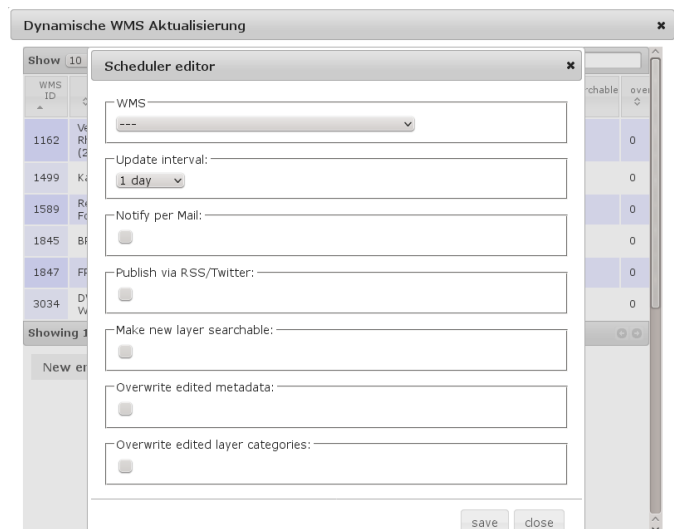 Dynamische WMS Aktualisierung
Show 10
Scheduler editor
WMS ID
WMS
---
1162
0
Update interval:
1 day
1499
0
1589
0
Notify per Mail:
1845
0
Publish via RSS/Twitter:
1847
0
3034
0
Showing 1
Make new layer searchable:
New
Overwrite edited metadata:
Overwrite edited layer categories:
save close